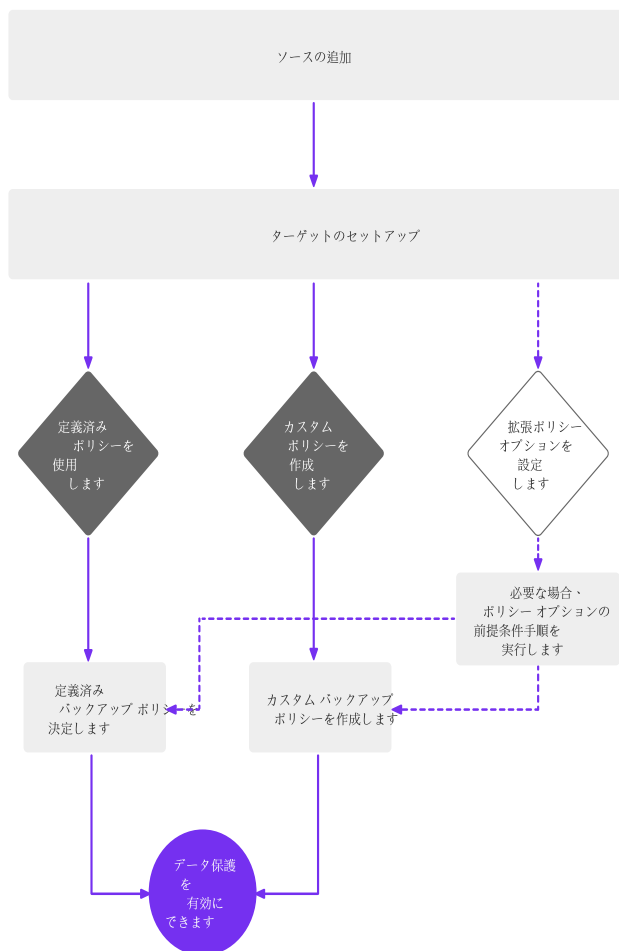 ソースの追加
ターゲットのセットアップ
定義済み
ポリシーを
使用
します
カスタム
ポリシーを
作成
します
拡張ポリシー
オプションを
設定
します
必要な場合、
ポリシー オプションの
前提条件手順を
実行します
定義済み
バックアップ ポリシーを
決定します
カスタム バックアップ
ポリシーを作成します
データ保護
を
有効に
できます